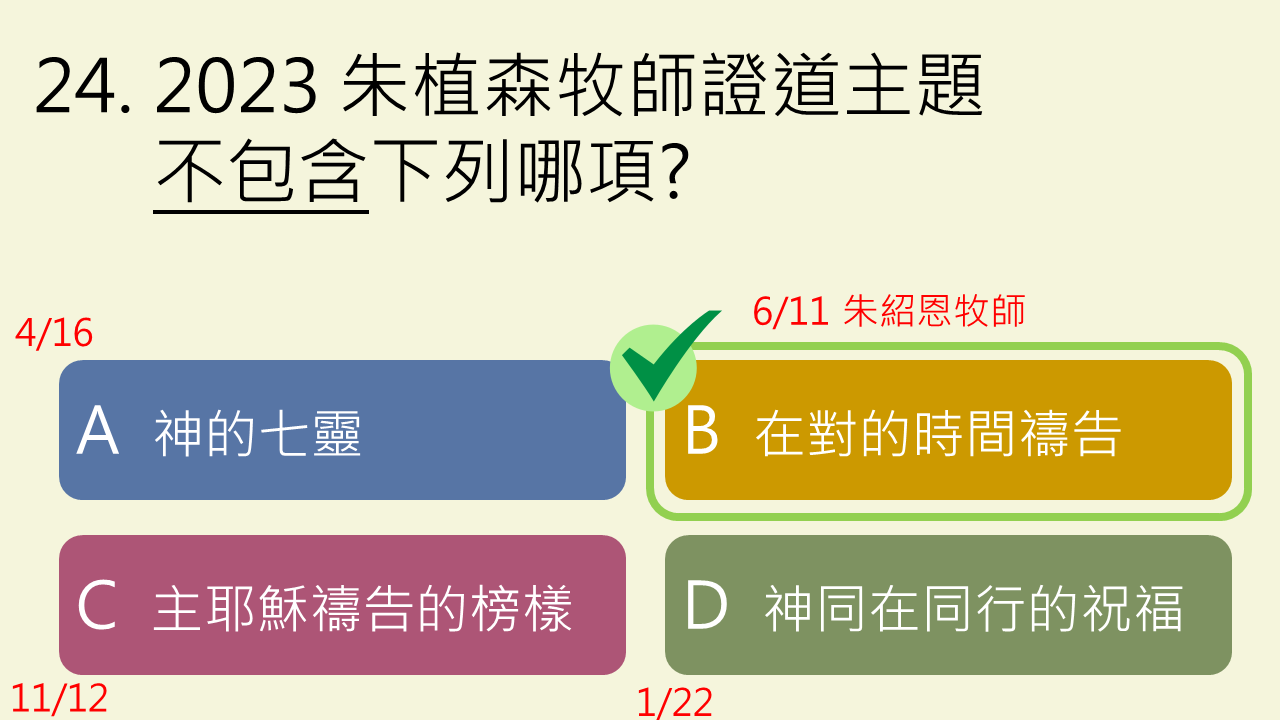 24. 2023 朱植森牧師證道主題
不包含下列哪項?
4/16
6/11 朱紹恩牧師
A 神的七靈
B 在對的時間禱告
C 主耶穌禱告的榜樣
D 神同在同行的祝福
11/12
1/22